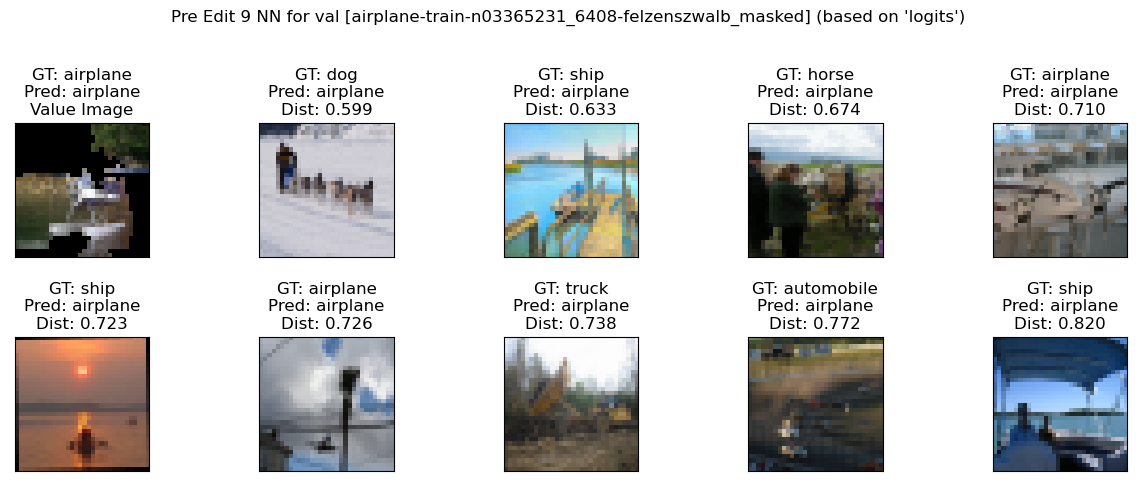 Pre Edit 9 NN for val [airplane-train-n03365231_6408-felzenszwalb_masked] (based on 'logits')
GT: airplane
Pred: airplane
Value Image
GT: dog
Pred: airplane
Dist: 0.599
GT: ship
Pred: airplane
Dist: 0.633
GT: horse
Pred: airplane
Dist: 0.674
GT: airplane
Pred: airplane
Dist: 0.710
GT: ship
Pred: airplane
Dist: 0.723
GT: airplane
Pred: airplane
Dist: 0.726
GT: truck
Pred: airplane
Dist: 0.738
GT: automobile
Pred: airplane
Dist: 0.772
GT: ship
Pred: airplane
Dist: 0.820